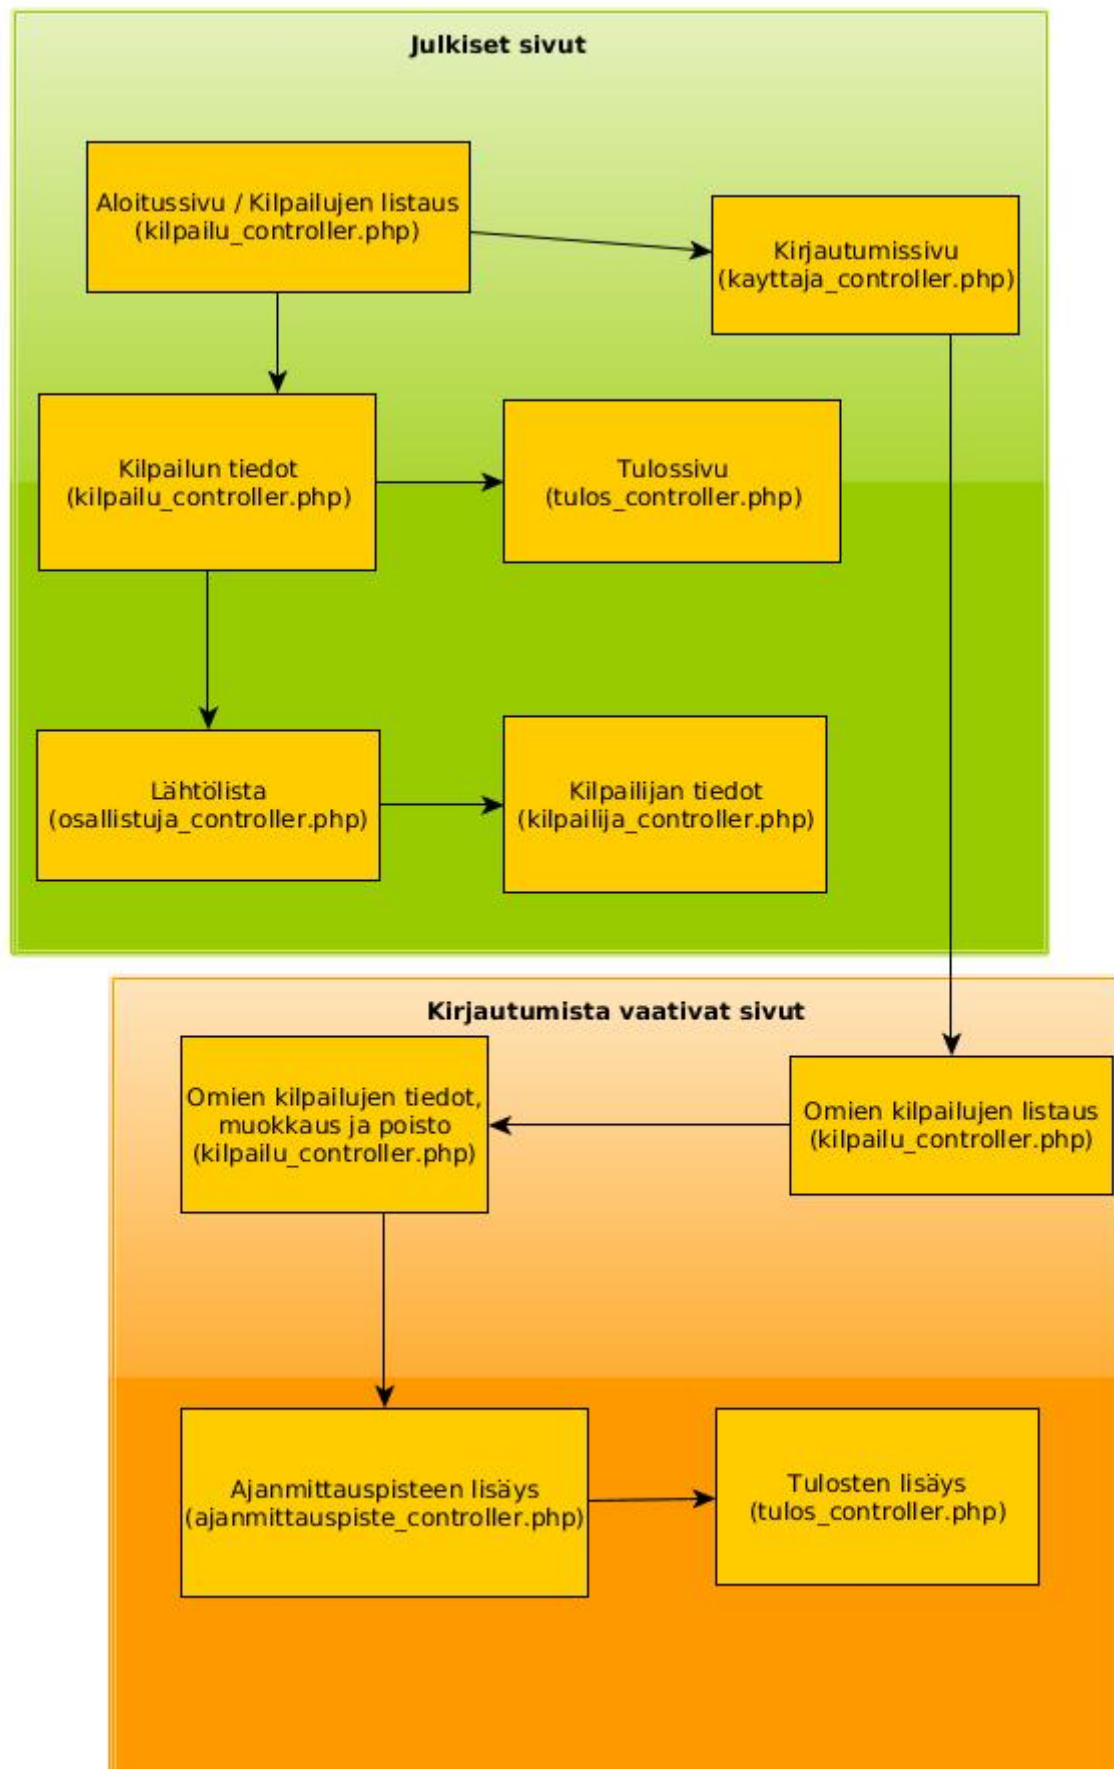 Julkiset sivut
Aloitussivu / Kilpailujen listaus
(kilpailu_controller.php)
Kirjautumissivu
(kayttaja_controller.php)
Kilpailun tiedot
(kilpailu_controller.php)
Tulossivu
(tulos_controller.php)
Lähtölista
(osallistuja_controller.php)
Kilpailijan tiedot
(kilpailija_controller.php)
Kirjautumista vaativat sivut
Omien kilpailujen tiedot,
muokkaus ja poisto
(kilpailu_controller.php)
Omien kilpailujen listaus
(kilpailu_controller.php)
Ajanmittauspisteen lisäys
(ajanmittauspiste_controller.php)
Tulosten lisäys
(tulos_controller.php)